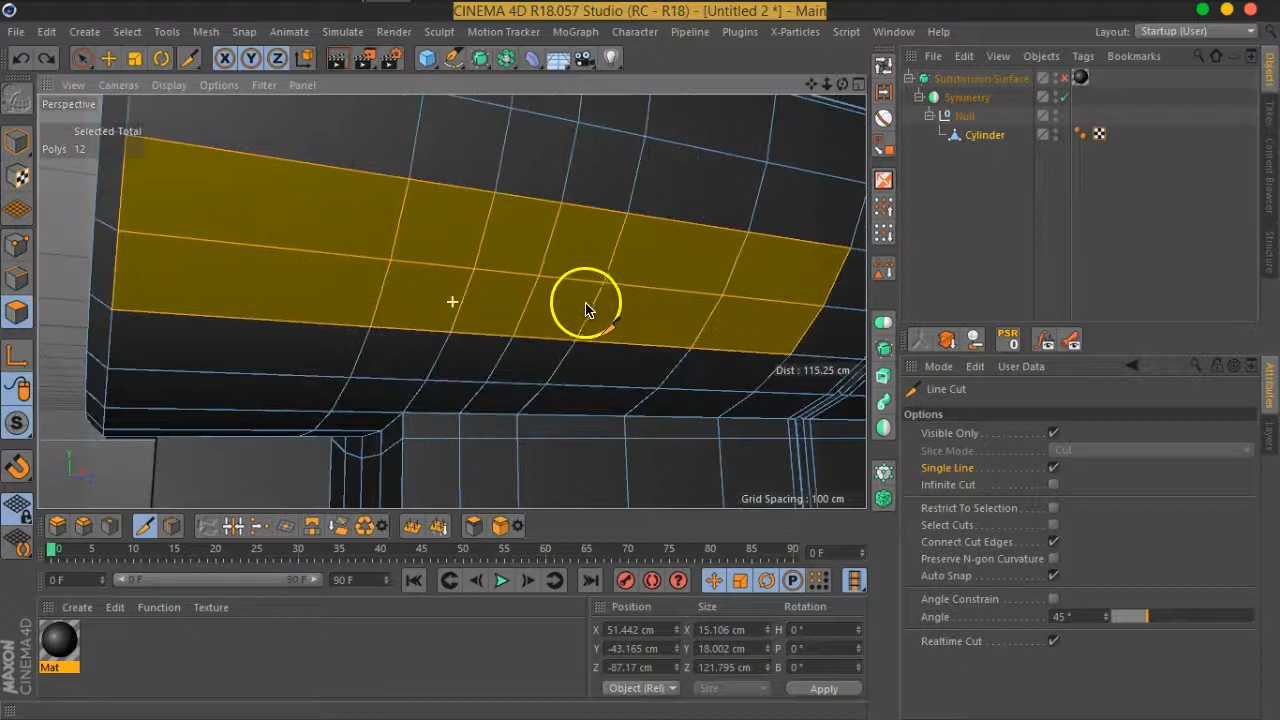 CINEMA 4D R18.057 Studio (RC - R18) - [Untitled 2 *] - Main
File Edit Create Select Tools Mesh Snap Animate Simulate Render Sculpt Motion Tracker MoGraph Character Pipeline Plugins X-Particles Script Window Help Layout: Startup (User)
X Y Z
File Edit View Objects Tags Bookmarks
View Cameras Display Options Filter Panel
Perspective
Selected Total
Polys 12
Subdivision Surface
Symmetry
Null
Cylinder
Objects
Takes
Content Browser
Structure
Dist : 115.25 cm
Grid Spacing : 100 cm
Y
S
PSR
0
Mode Edit User Data
Line Cut
Options
Visible Only
Slice Mode. Cut
Single Line
Infinite Cut
Restrict To Selection
Select Cuts
Connect Cut Edges
Preserve N-gon Curvature
Auto Snap
Angle Constrain
Angle 45 °
Realtime Cut
Attributes
Layers
0 5 10 15 20 25 30 35 40 45 50 55 60 65 70 75 80 85 90 0 F
0 F 0 F 90 F 90 F
P
Create Edit Function Texture
Mat
Position Size Rotation
X 51.442 cm X 15.106 cm H 0 °
Y -43.165 cm Y 18.002 cm P 0 °
Z -87.17 cm Z 121.795 cm B 0 °
Object (Rel) Size Apply
MAXON
CINEMA 4D